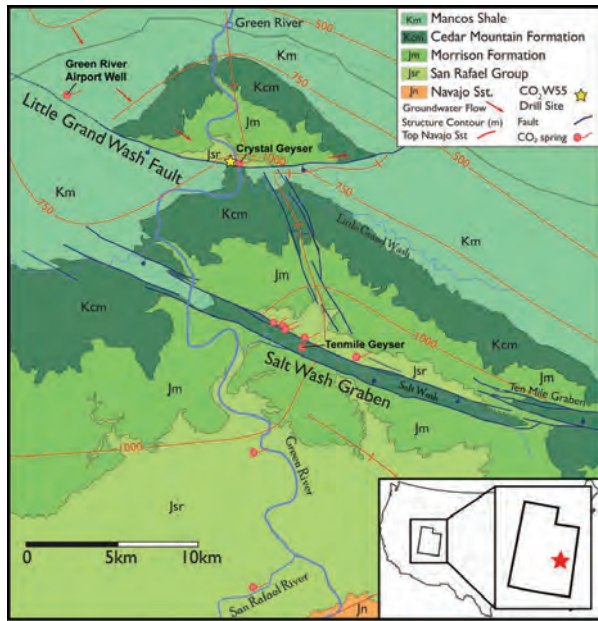 Green River
500
Km
Mancos Shale
Kcm
Cedar Mountain Formation
Jm
Morrison Formation
Jsr
San Rafael Group
Jn
Navajo Sst.
CO2W55
Drill Site
Groundwater Flow
Structure Contour (m)
Top Navajo Sst
Fault
CO2 spring
Green River
Airport Well
Km
750
Kcm
Jm
500
Little Grand Wash Fault
Crystal Geyser
Jsr
1000
Km
750
750
Km
Kcm
Little Grand Wash
Jm
Kcm
1000
Kcm
Tenmile Geyser
Jsr
Jm
Salt Wash Graben
Salt Wash
Ten Mile Graben
Jm
Jm
1000
Green River
Jsr
0
5km
10km
San Rafael River
Jn